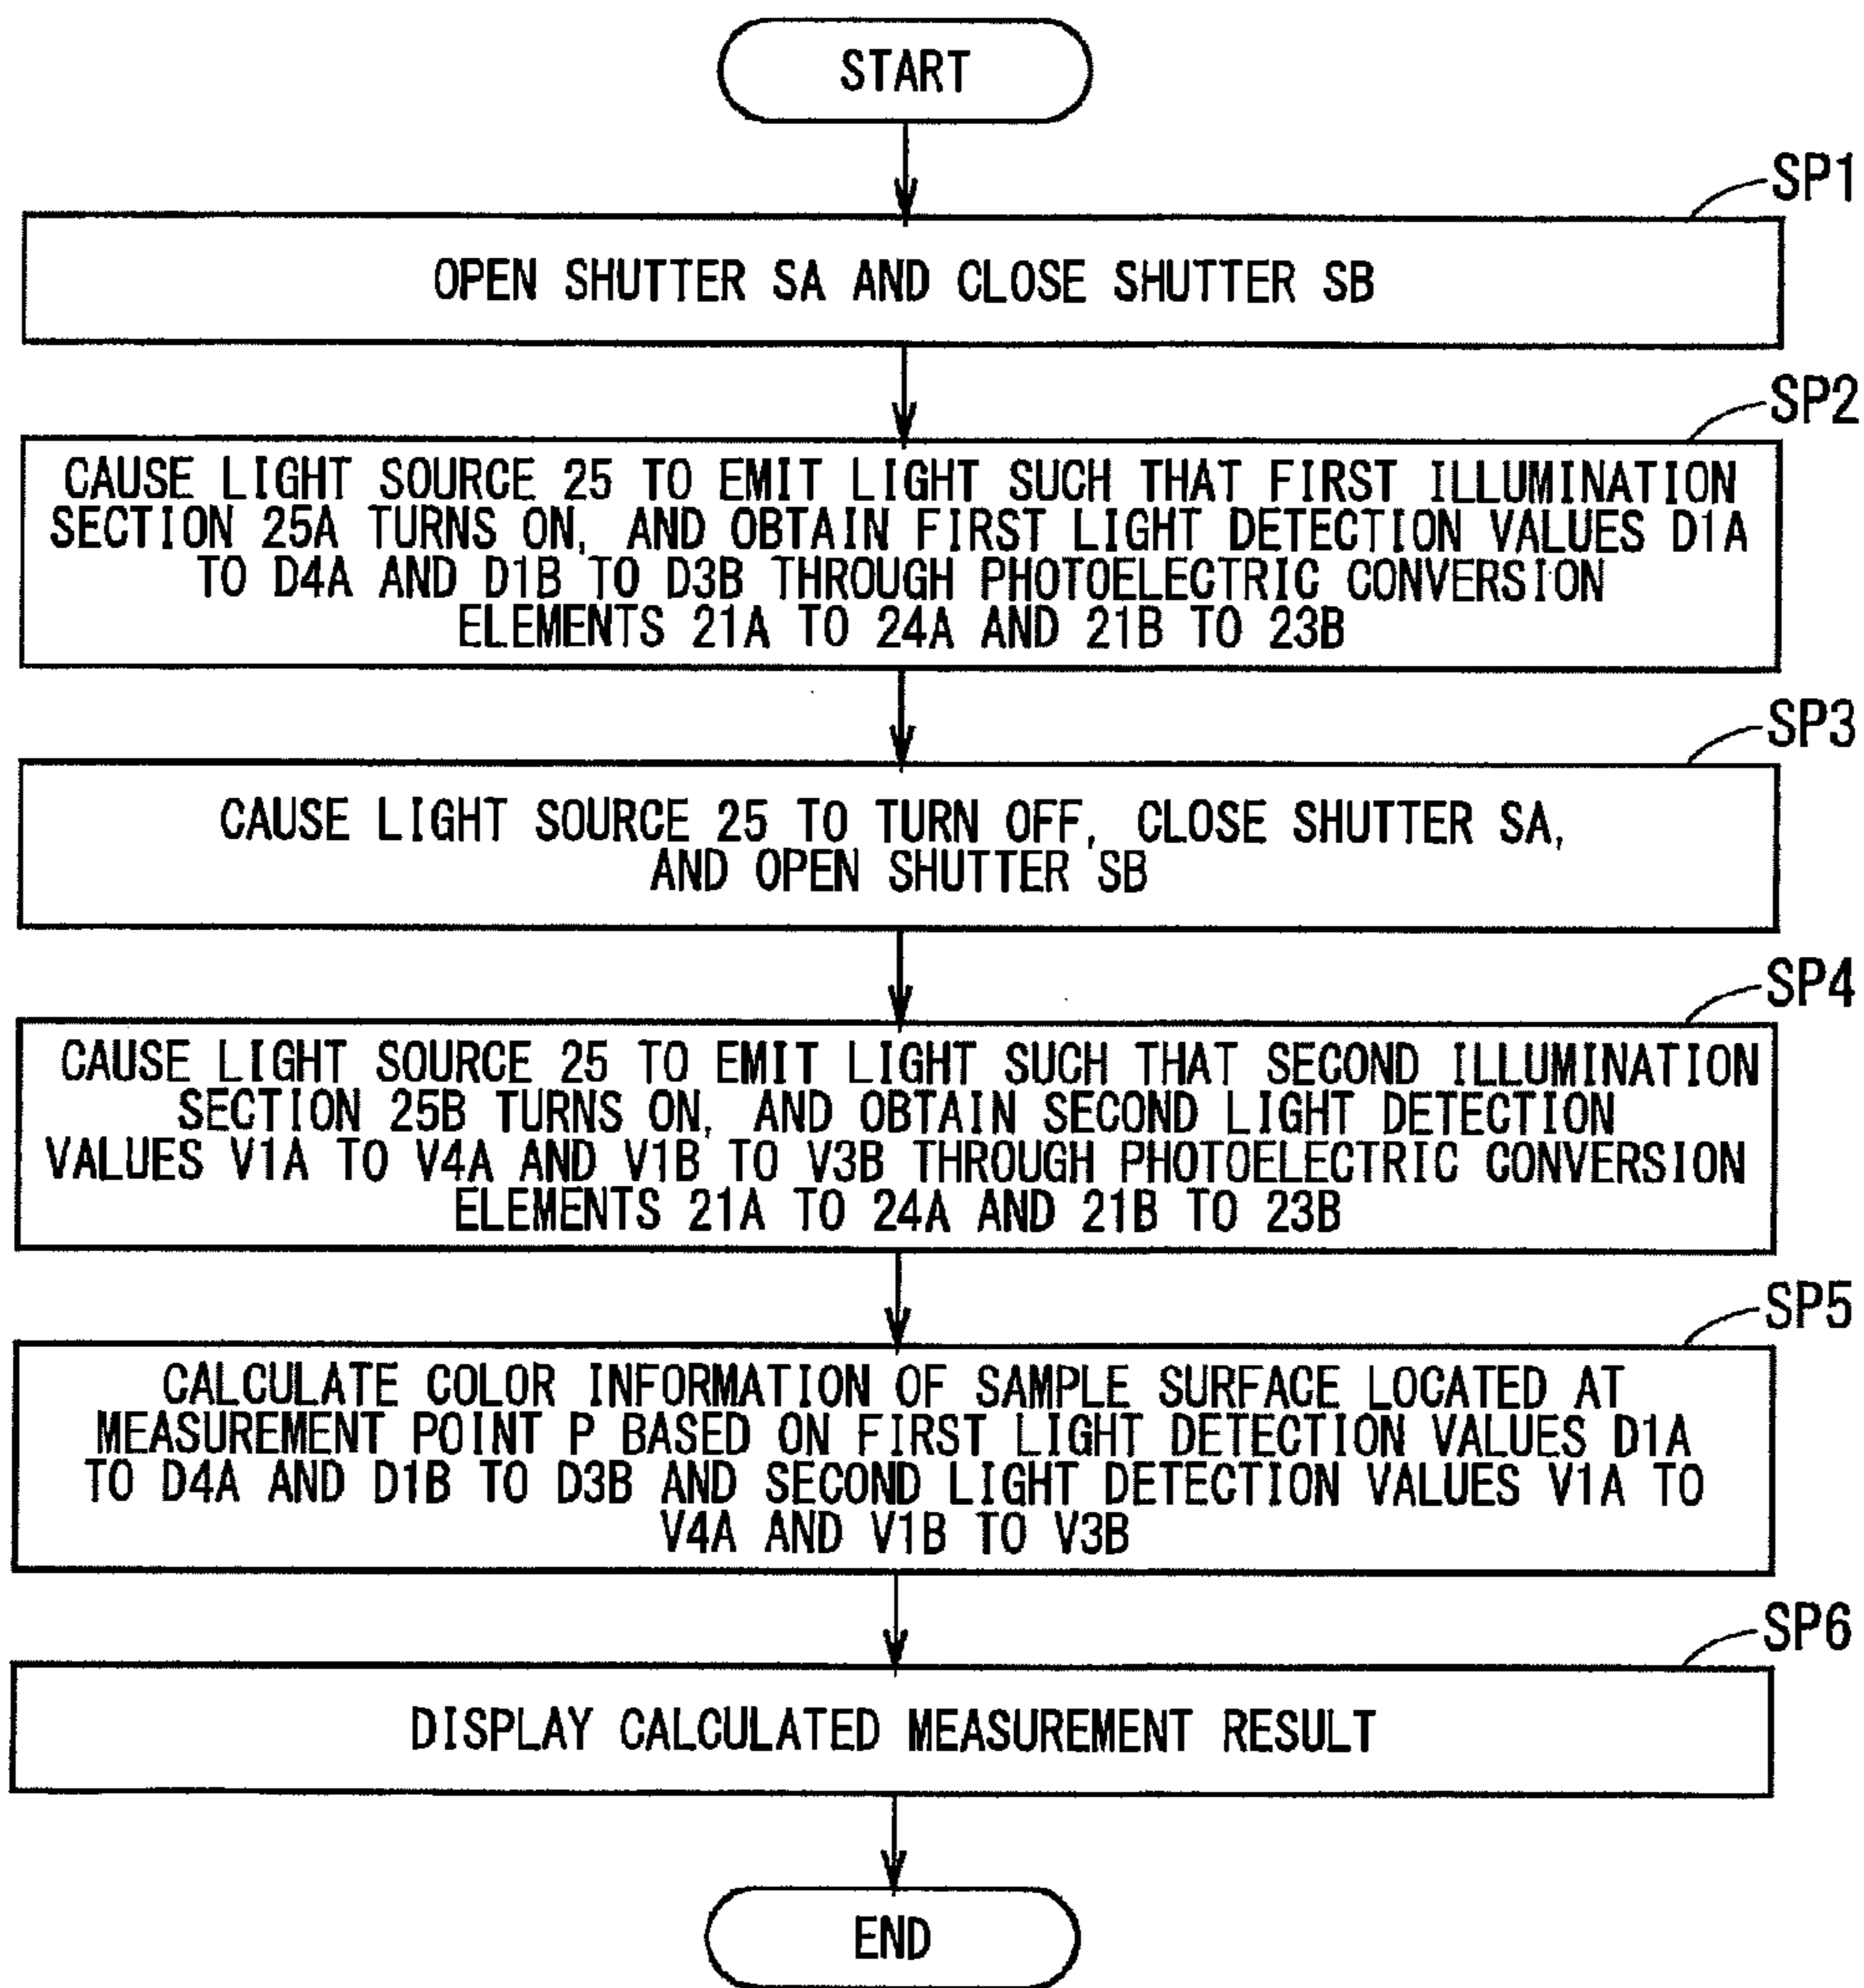 START
SP1
OPEN SHUTTER SA AND CLOSE SHUTTER SB
SP2
CAUSE LIGHT SOURCE 25 TO EMIT LIGHT SUCH THAT FIRST ILLUMINATION
SECTION 25A TURNS ON, AND OBTAIN FIRST LIGHT DETECTION VALUES D1A
TO D4A AND D1B TO D3B THROUGH PHOTOELECTRIC CONVERSION
ELEMENTS 21A TO 24A AND 21B TO 23B
SP3
CAUSE LIGHT SOURCE 25 TO TURN OFF, CLOSE SHUTTER SA,
AND OPEN SHUTTER SB
SP4
CAUSE LIGHT SOURCE 25 TO EMIT LIGHT SUCH THAT SECOND ILLUMINATION
SECTION 25B TURNS ON, AND OBTAIN SECOND LIGHT DETECTION
VALUES V1A TO V4A AND V1B TO V3B THROUGH PHOTOELECTRIC CONVERSION
ELEMENTS 21A TO 24A AND 21B TO 23B
SP5
CALCULATE COLOR INFORMATION OF SAMPLE SURFACE LOCATED AT
MEASUREMENT POINT P BASED ON FIRST LIGHT DETECTION VALUES D1A
TO D4A AND D1B TO D3B AND SECOND LIGHT DETECTION VALUES V1A TO
V4A AND V1B TO V3B
SP6
DISPLAY CALCULATED MEASUREMENT RESULT
END